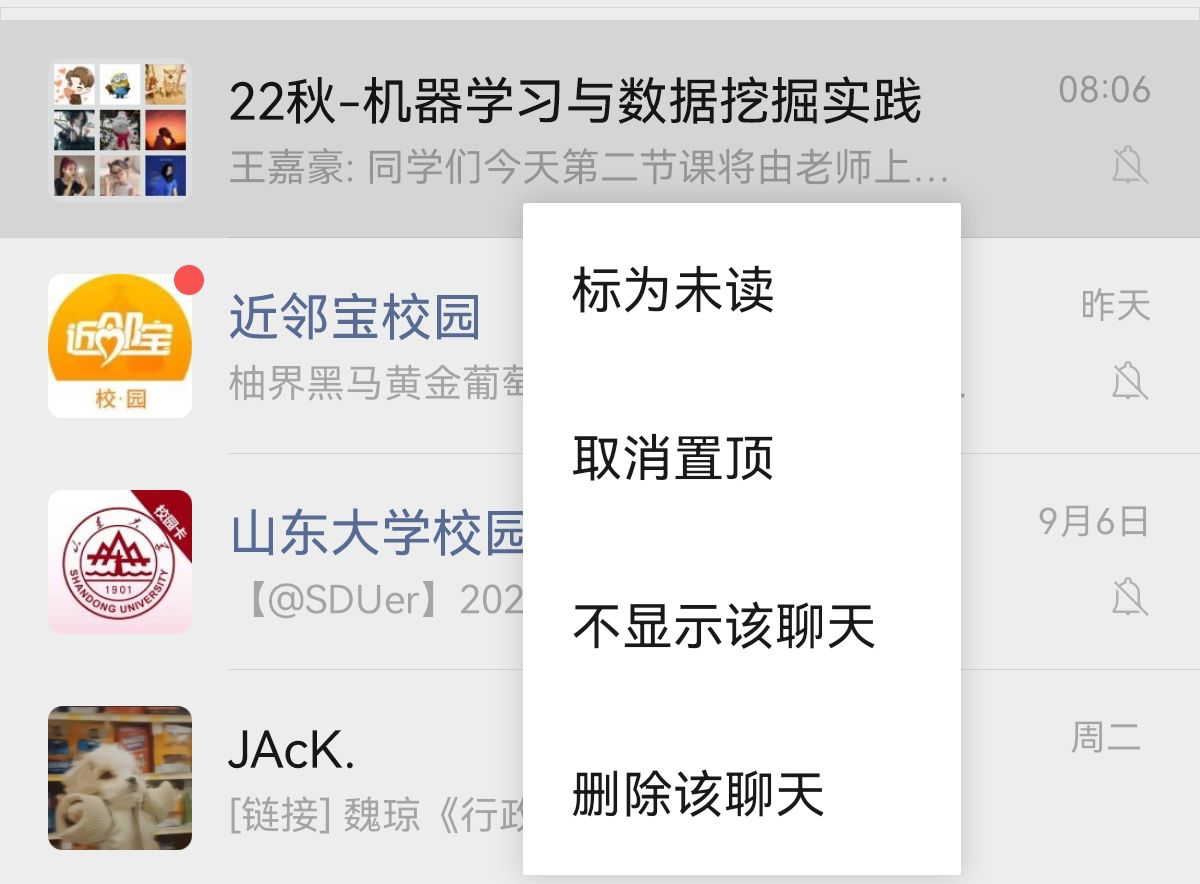 22秋-机器学习与数据挖掘实践
08:06
王嘉豪: 同学们今天第二节课将由老师上...
标为未读
近邻宝校园
昨天
近邻宝
校·园
柚界黑马黄金葡萄
取消置顶
山东大学校园
9月6日
校园卡
1901
SHANDONG UNIVERSITY
【@SDUer】202
不显示该聊天
JAcK.
周二
[链接] 魏琼《行政
删除该聊天